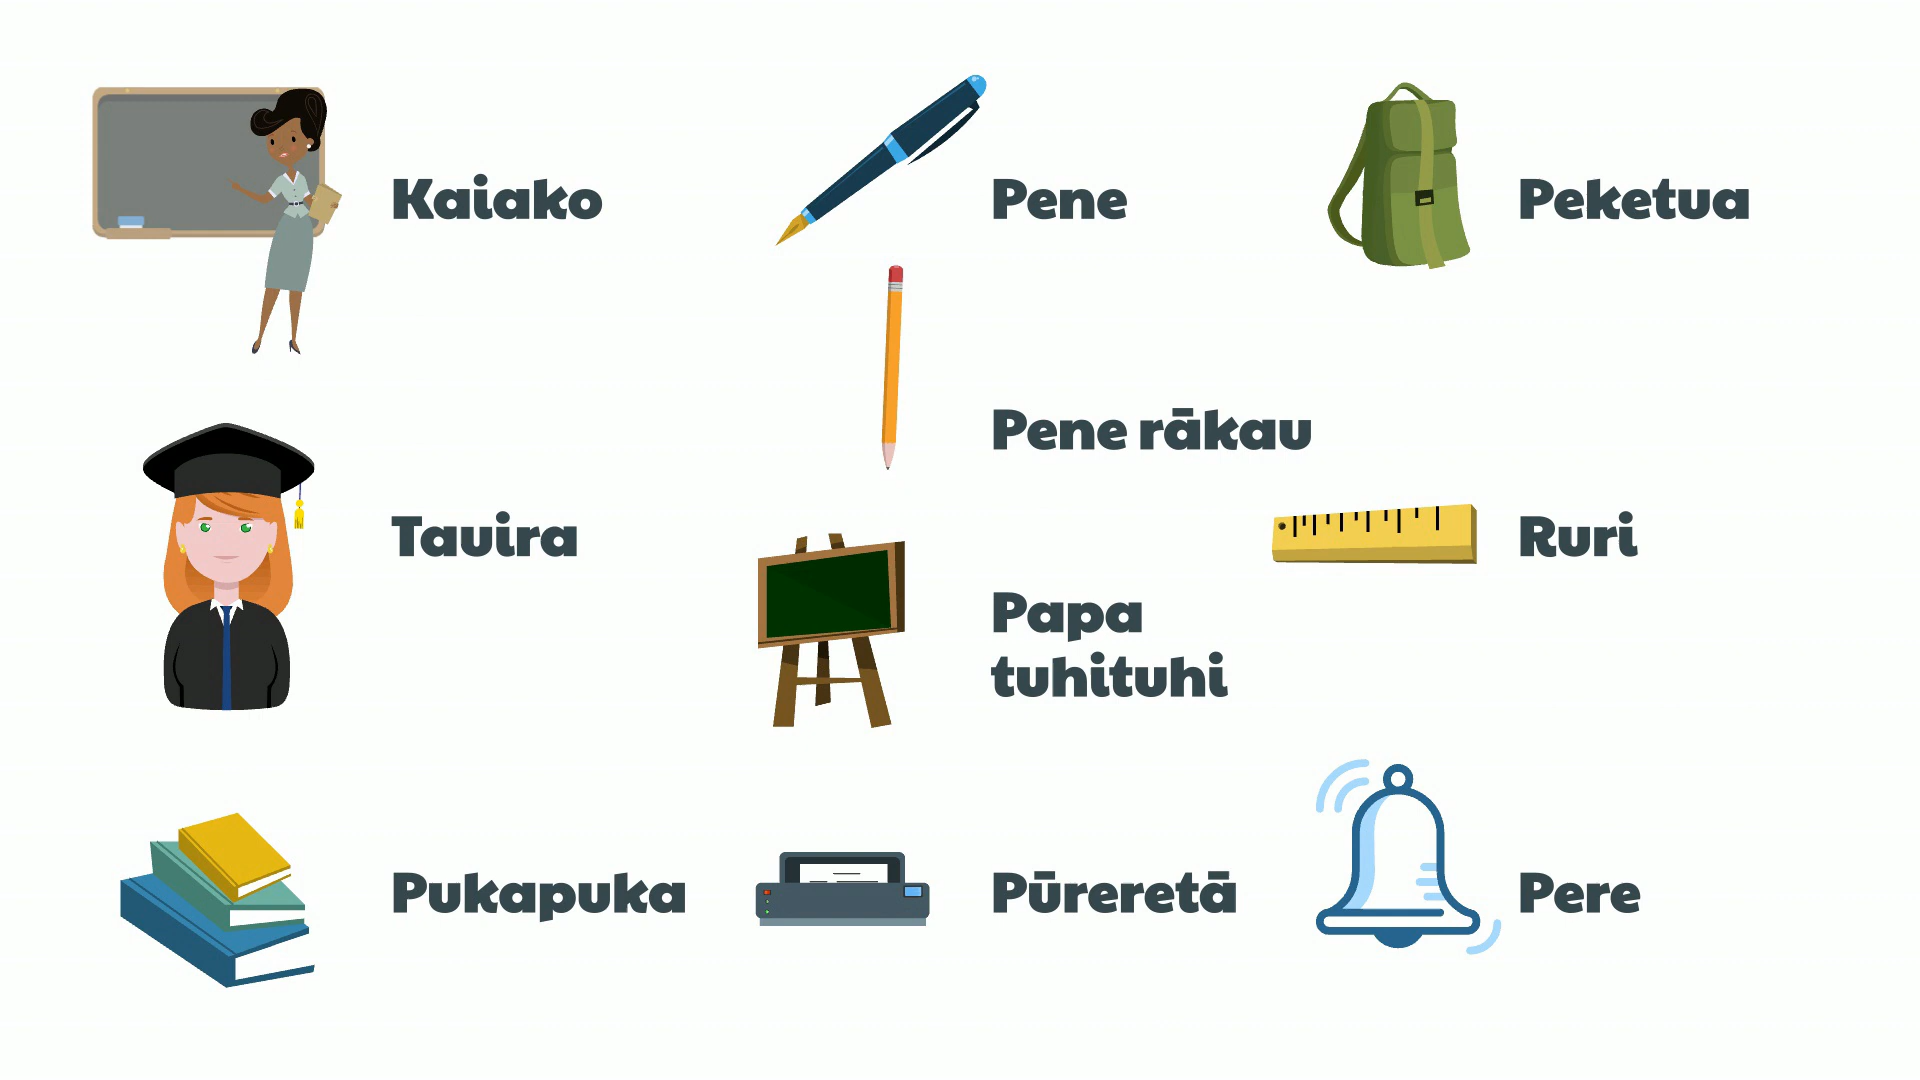 Kaiako
Pene
Peketua
Pene rākau
Tauira
Ruri
Papa
tuhituhi
Pukapuka
Pūreretā
Pere